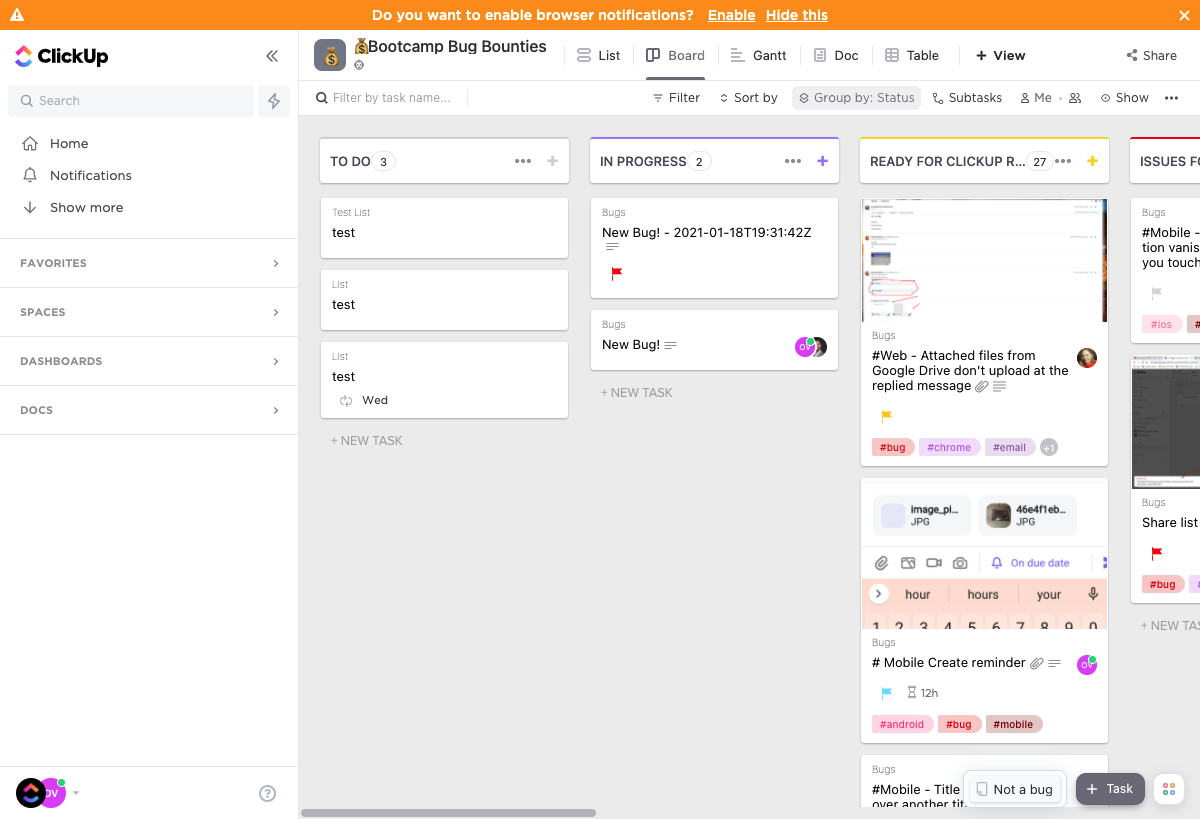 Do you want to enable browser notifications? Enable Hide this
ClickUp
Search
Home
Notifications
Show more
FAVORITES
SPACES
DASHBOARDS
DOCS
OV
💰Bootcamp Bug Bounties
List
Board
Gantt
Doc
Table
+ View
Share
Filter by task name...
Filter
Sort by
Group by: Status
Subtasks
Me
Show
TO DO 3
Test List
test
List
test
List
test
Wed
+ NEW TASK
IN PROGRESS 2
Bugs
New Bug! - 2021-01-18T19:31:42Z
Bugs
New Bug!
OV
+ NEW TASK
READY FOR CLICKUP R... 27
Bugs
#Web - Attached files from
Google Drive don't upload at the
replied message
#bug #chrome #email +1
image_pi...
JPG
46e4f1eb...
JPG
On due date
hour hours your
1 2 3 4 5 6 7 8 9 0
Bugs
# Mobile Create reminder
OV
12h
#android #bug #mobile
Bugs
#Mobile - Title
over another tit
ISSUES FO
Bugs
#Mobile -
tion vanis
you touch
#ios
Bugs
Share list
#bug
+ NEW TAS
Not a bug
+ Task